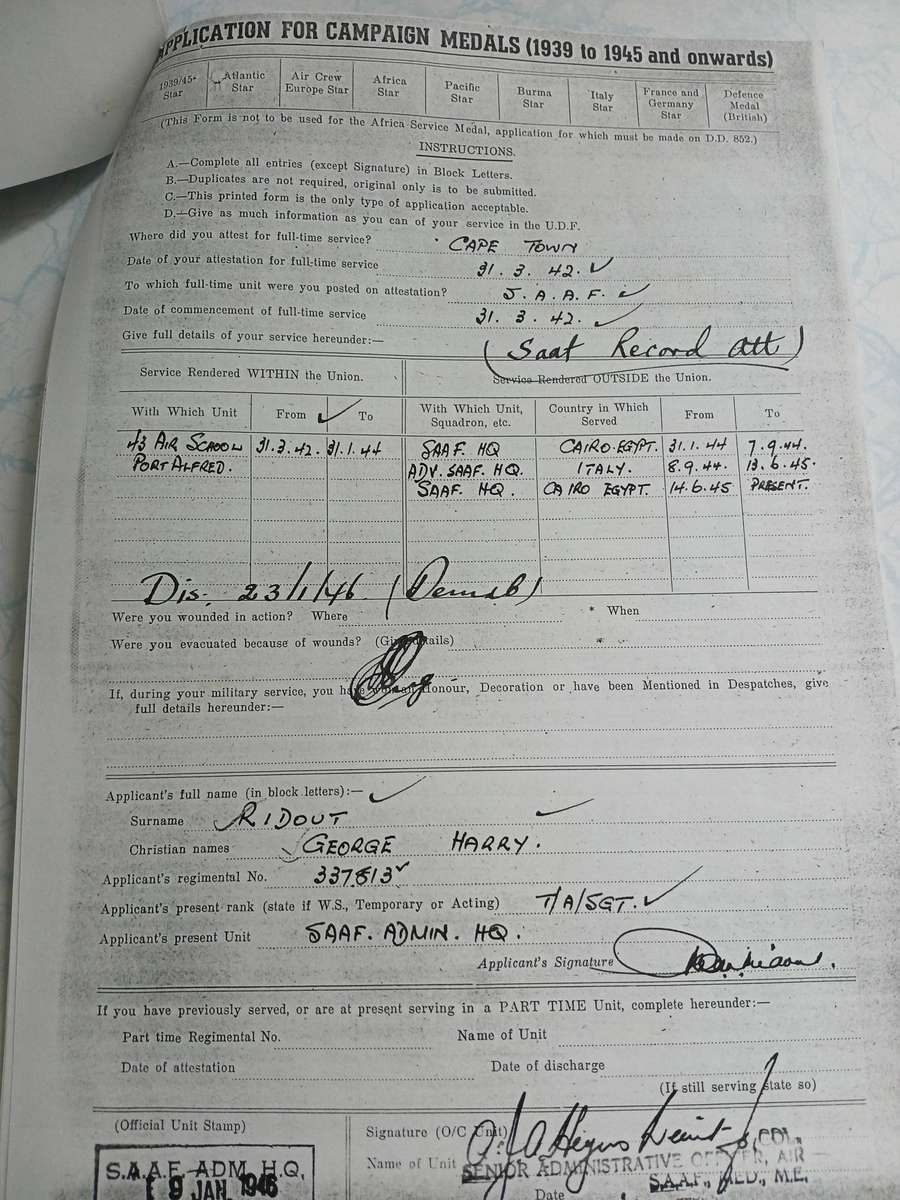 APPLICATION FOR CAMPAIGN MEDALS (1939 to 1945 and onwards)
1939/45 Star Atlantic Star Air Crew Europe Star Africa Star Pacific Star Burma Star Italy Star France and Germany Star Defence Medal (British)
(This Form is not to be used for the Africa Service Medal, application for which must be made on D.D. 852.)
INSTRUCTIONS.
A.—Complete all entries (except Signature) in Block Letters.
B.—Duplicates are not required, original only is to be submitted.
C.—This printed form is the only type of application acceptable.
D.—Give as much information as you can of your service in the U.D.F.
Where did you attest for full-time service? CAPE TOWN
Date of your attestation for full-time service 31.3.42.
To which full-time unit were you posted on attestation? S.A.A.F.
Date of commencement of full-time service 31.3.42.
Give full details of your service hereunder:—
(Saaf Record att)
Service Rendered WITHIN the Union. Service Rendered OUTSIDE the Union.
With Which Unit From To With Which Unit, Squadron, etc. Country in Which Served From To
43 AIR SCHOOL 31.3.42. 31.1.44 SAAF. HQ CAIRO·EGYPT. 31.1.44 7.9.44.
PORT ALFRED. ADV. SAAF. HQ. ITALY. 8.9.44. 13.6.45.
SAAF. HQ. CAIRO EGYPT. 14.6.45 PRESENT.
Dis. 23/1/46 (Demob)
Were you wounded in action? Where * When
Were you evacuated because of wounds? (Give details)
If, during your military service, you have won an Honour, Decoration or have been Mentioned in Despatches, give
full details hereunder:—
Applicant's full name (in block letters):—
Surname RIDOUT
Christian names GEORGE HARRY.
Applicant's regimental No. 337813
Applicant's present rank (state if W.S., Temporary or Acting) T/A/SGT.
Applicant's present Unit SAAF. ADMIN. HQ.
Applicant's Signature
If you have previously served, or are at present serving in a PART TIME Unit, complete hereunder:—
Part time Regimental No. Name of Unit
Date of attestation Date of discharge
(If still serving state so)
(Official Unit Stamp) Signature (O/C Unit) COL.
Name of Unit SENIOR ADMINISTRATIVE OFFICER, AIR
S.A.A.F. ADM. H.Q. S.A.A.F., MED., M.E.
9 JAN 1946 Date